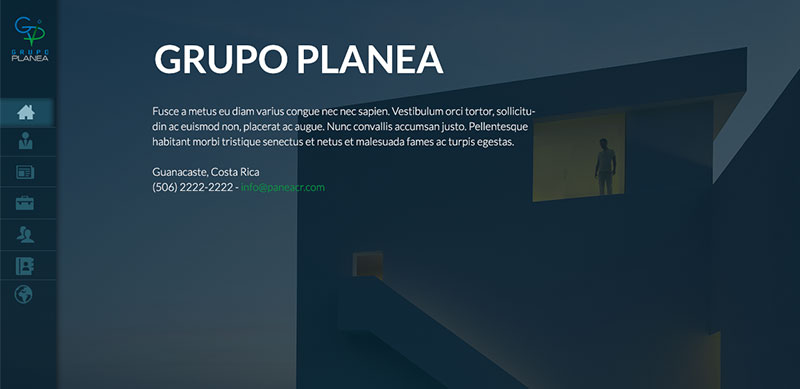 GRUPO
PLANEA
GRUPO PLANEA
Fusce a metus eu diam varius congue nec nec sapien. Vestibulum orci tortor, sollicitu-
din ac euismod non, placerat ac augue. Nunc convallis accumsan justo. Pellentesque
habitant morbi tristique senectus et netus et malesuada fames ac turpis egestas.
Guanacaste, Costa Rica
(506) 2222-2222 - info@paneacr.com